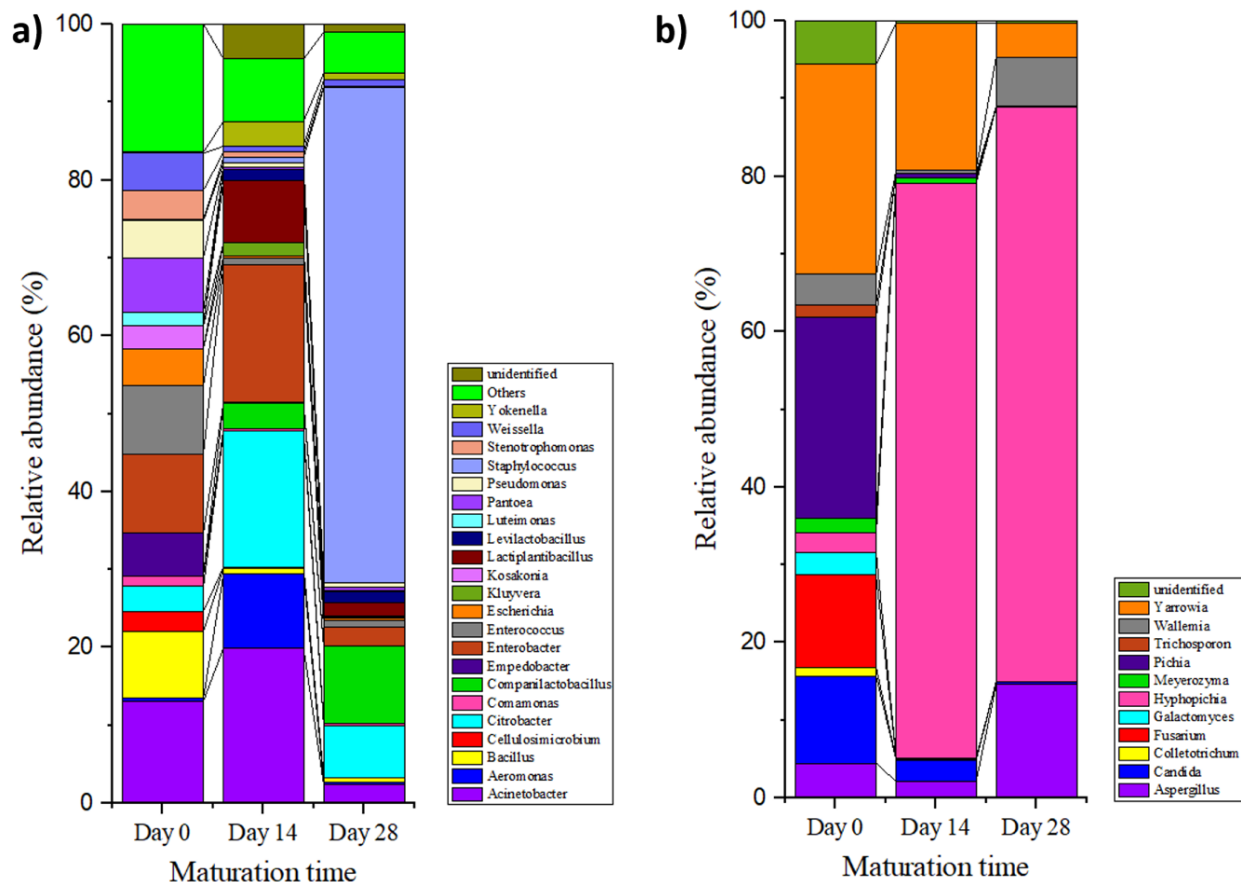 a)
100
80
60
40
20
0
Relative abundance (%)
Day 0 Day 14 Day 28
Maturation time
unidentified
Others
Yokenella
Weissella
Stenotrophomonas
Staphylococcus
Pseudomonas
Pantoea
Luteimonas
Levilactobacillus
Lactiplantibacillus
Kosakonia
Kluyvera
Escherichia
Enterococcus
Enterobacter
Empedobacter
Companilactobacillus
Comamonas
Citrobacter
Cellulosimicrobium
Bacillus
Aeromonas
Acinetobacter
b)
100
80
60
40
20
0
Relative abundance (%)
Day 0 Day 14 Day 28
Maturation time
unidentified
Yarrowia
Wallemia
Trichosporon
Pichia
Meyerozyma
Hyphopichia
Galactomyces
Fusarium
Colletotrichum
Candida
Aspergillus